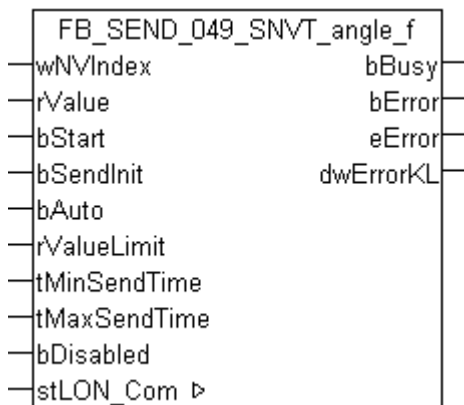 FB_SEND_049_SNVT_angle_f
wNVIndex bBusy
rValue bError
bStart eError
bSendInit dwErrorKL
bAuto
rValueLimit
tMinSendTime
tMaxSendTime
bDisabled
stLON_Com ▷